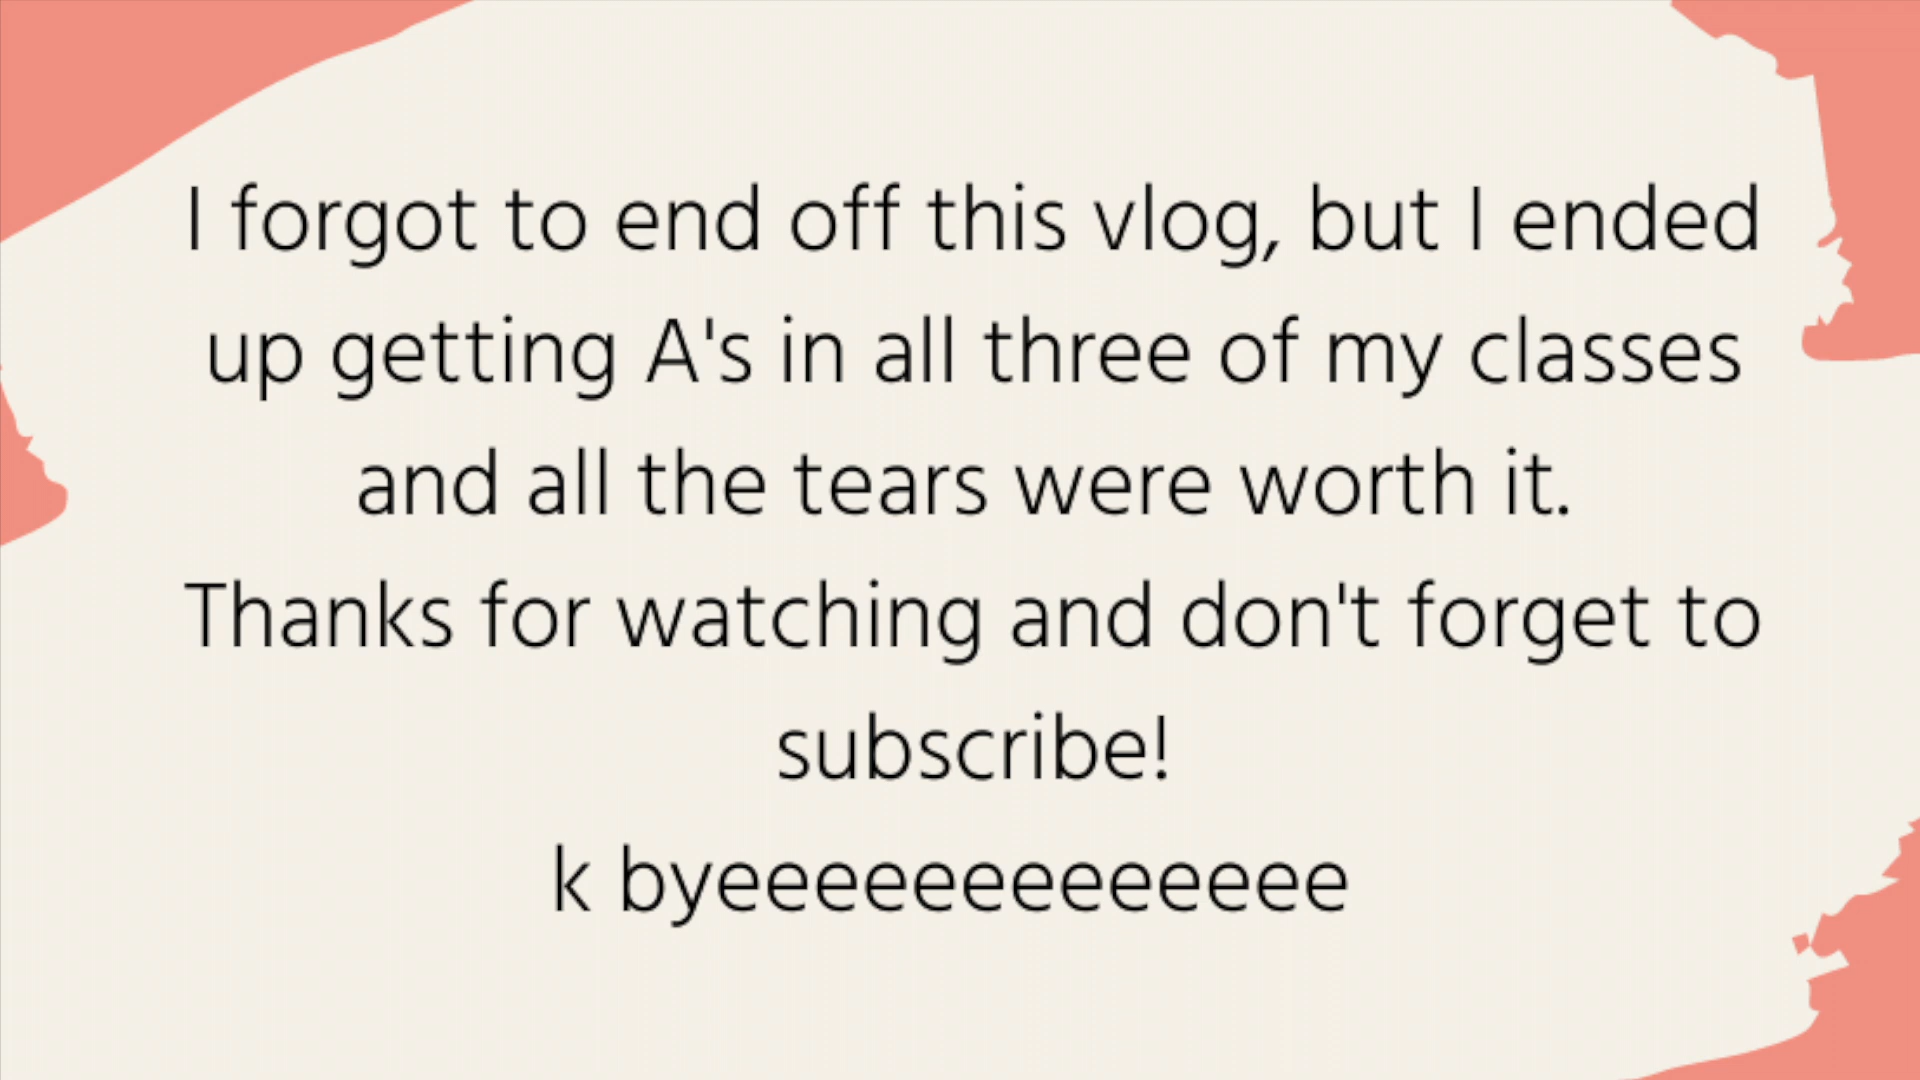 I forgot to end off this vlog, but I ended
up getting A's in all three of my classes
and all the tears were worth it.
Thanks for watching and don't forget to
subscribe!
k byeeeeeeeeeeeee